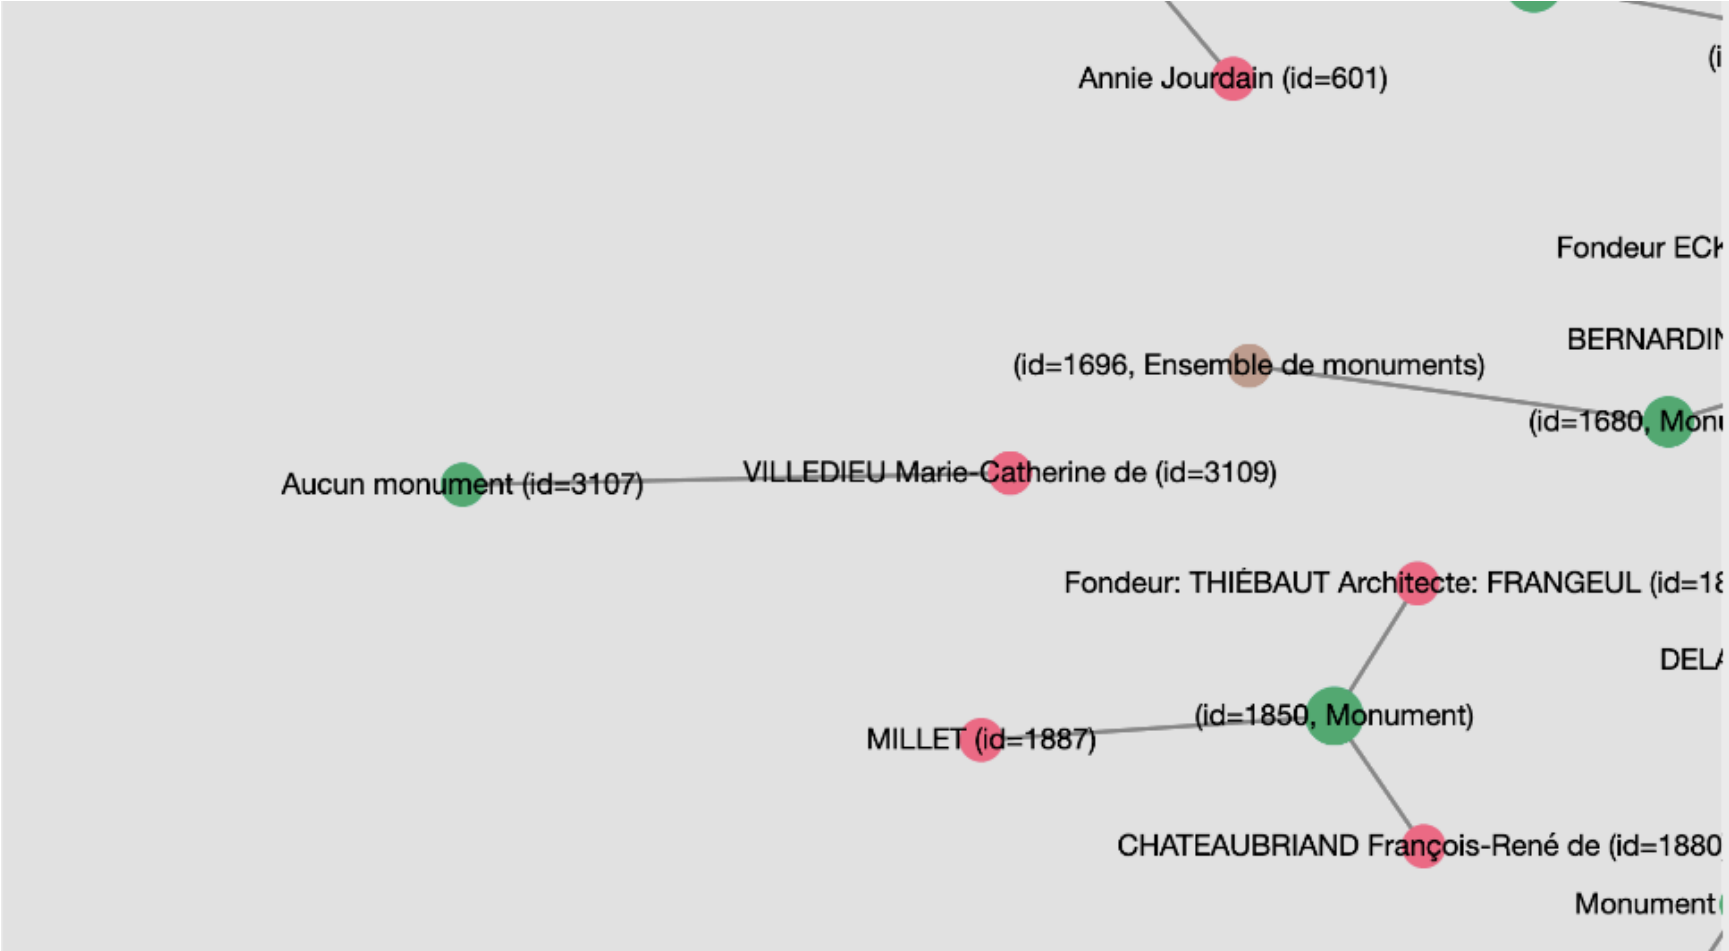 (i
Annie Jourdain (id=601)
Fondeur ECK
BERNARDIN
(id=1696, Ensemble de monuments)
(id=1680, Monu
VILLEDIEU Marie-Catherine de (id=3109)
Aucun monument (id=3107)
Fondeur: THIÉBAUT Architecte: FRANGEUL (id=18
DELA
(id=1850, Monument)
MILLET (id=1887)
CHATEAUBRIAND François-René de (id=1880
Monument